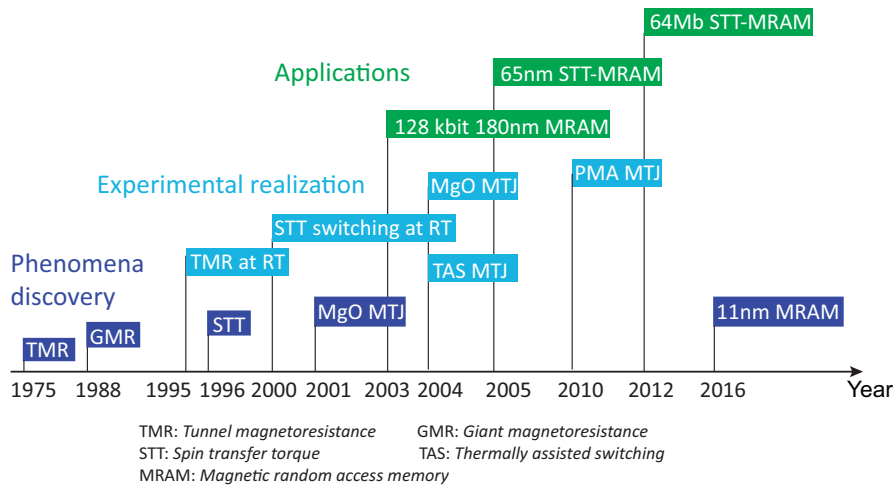 64Mb STT-MRAM
Applications
65nm STT-MRAM
128 kbit 180nm MRAM
Experimental realization
MgO MTJ
PMA MTJ
STT switching at RT
Phenomena
discovery
TMR at RT
TAS MTJ
TMR
GMR
STT
MgO MTJ
11nm MRAM
1975 1988 1995 1996 2000 2001 2003 2004 2005 2010 2012 2016 Year
TMR: Tunnel magnetoresistance GMR: Giant magnetoresistance
STT: Spin transfer torque TAS: Thermally assisted switching
MRAM: Magnetic random access memory